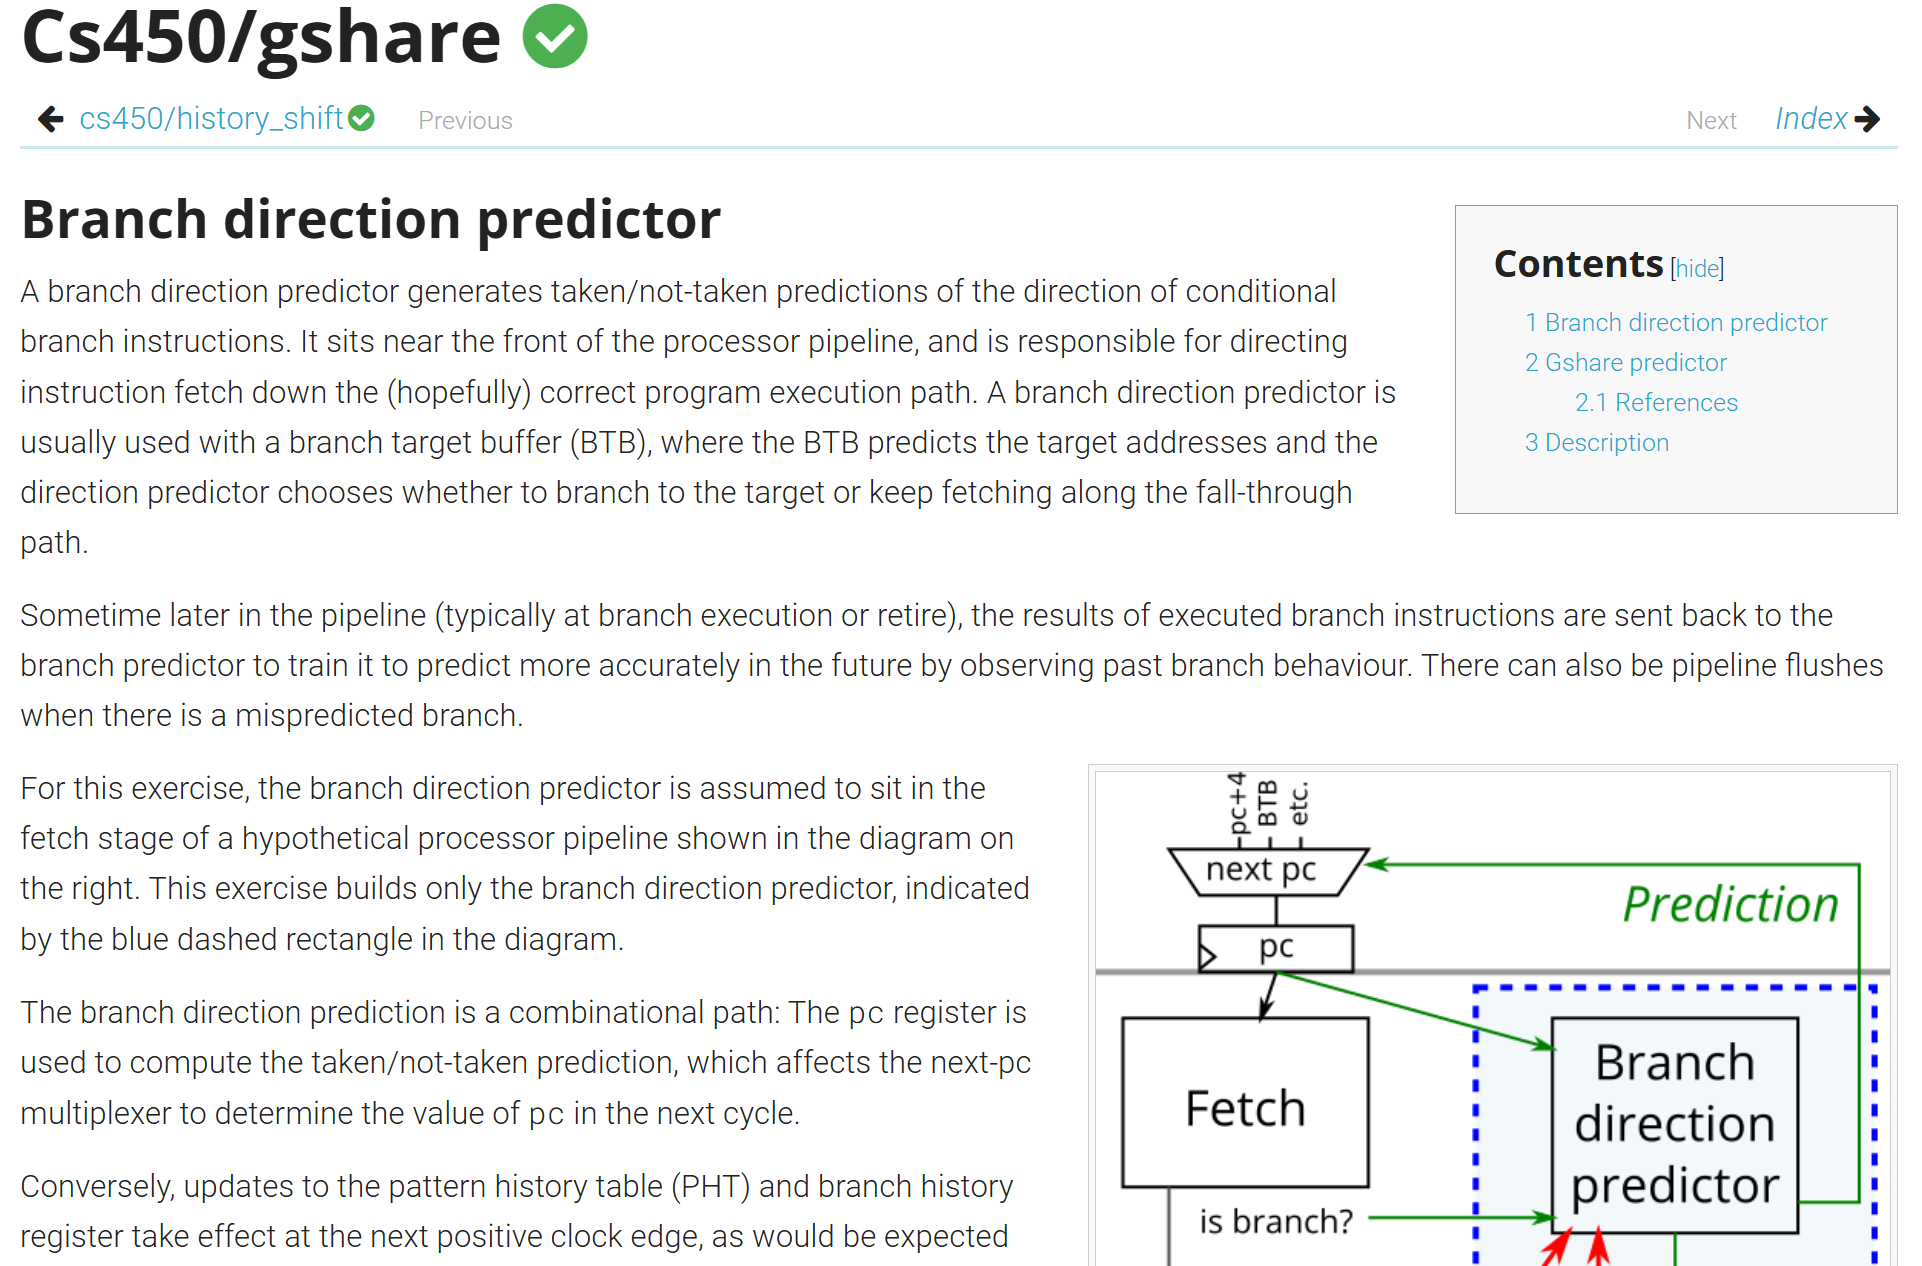 Cs450/gshare
cs450/history_shift Previous Next Index
Branch direction predictor
A branch direction predictor generates taken/not-taken predictions of the direction of conditional
branch instructions. It sits near the front of the processor pipeline, and is responsible for directing
instruction fetch down the (hopefully) correct program execution path. A branch direction predictor is
usually used with a branch target buffer (BTB), where the BTB predicts the target addresses and the
direction predictor chooses whether to branch to the target or keep fetching along the fall-through
path.
Contents [hide]
1 Branch direction predictor
2 Gshare predictor
2.1 References
3 Description
Sometime later in the pipeline (typically at branch execution or retire), the results of executed branch instructions are sent back to the
branch predictor to train it to predict more accurately in the future by observing past branch behaviour. There can also be pipeline flushes
when there is a mispredicted branch.
For this exercise, the branch direction predictor is assumed to sit in the
fetch stage of a hypothetical processor pipeline shown in the diagram on
the right. This exercise builds only the branch direction predictor, indicated
by the blue dashed rectangle in the diagram.
The branch direction prediction is a combinational path: The pc register is
used to compute the taken/not-taken prediction, which affects the next-pc
multiplexer to determine the value of pc in the next cycle.
Conversely, updates to the pattern history table (PHT) and branch history
register take effect at the next positive clock edge, as would be expected
pc+4
BTB
etc.
next pc
Prediction
pc
Fetch
Branch
direction
predictor
is branch?